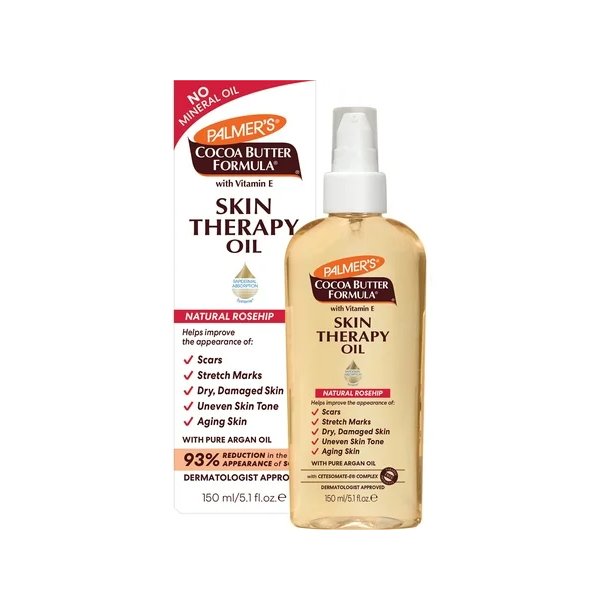 NO
MINERAL OIL
PALMER'S®
COCOA BUTTER
FORMULA®
with Vitamin E
SKIN
THERAPY
OIL
RAPIDERMAL
ABSORPTION
NATURAL ROSEHIP
Helps improve
the appearance of:
✓ Scars
✓ Stretch Marks
✓ Dry, Damaged Skin
✓ Uneven Skin Tone
✓ Aging Skin
WITH PURE ARGAN OIL
93% REDUCTION in the
APPEARANCE of
DERMATOLOGIST APPRO
150 ml/5.1 fl.oz.℮
PALMER'S®
COCOA BUTTER
FORMULA®
with Vitamin E
SKIN
THERAPY
OIL
NATURAL ROSEHIP
Helps improve the appearance of:
✓ Scars
✓ Stretch Marks
✓ Dry, Damaged Skin
✓ Uneven Skin Tone
✓ Aging Skin
WITH PURE ARGAN OIL
with CETESOMATE-E® COMPLEX
DERMATOLOGIST APPROVED
150 ml/5.1 fl.oz.℮